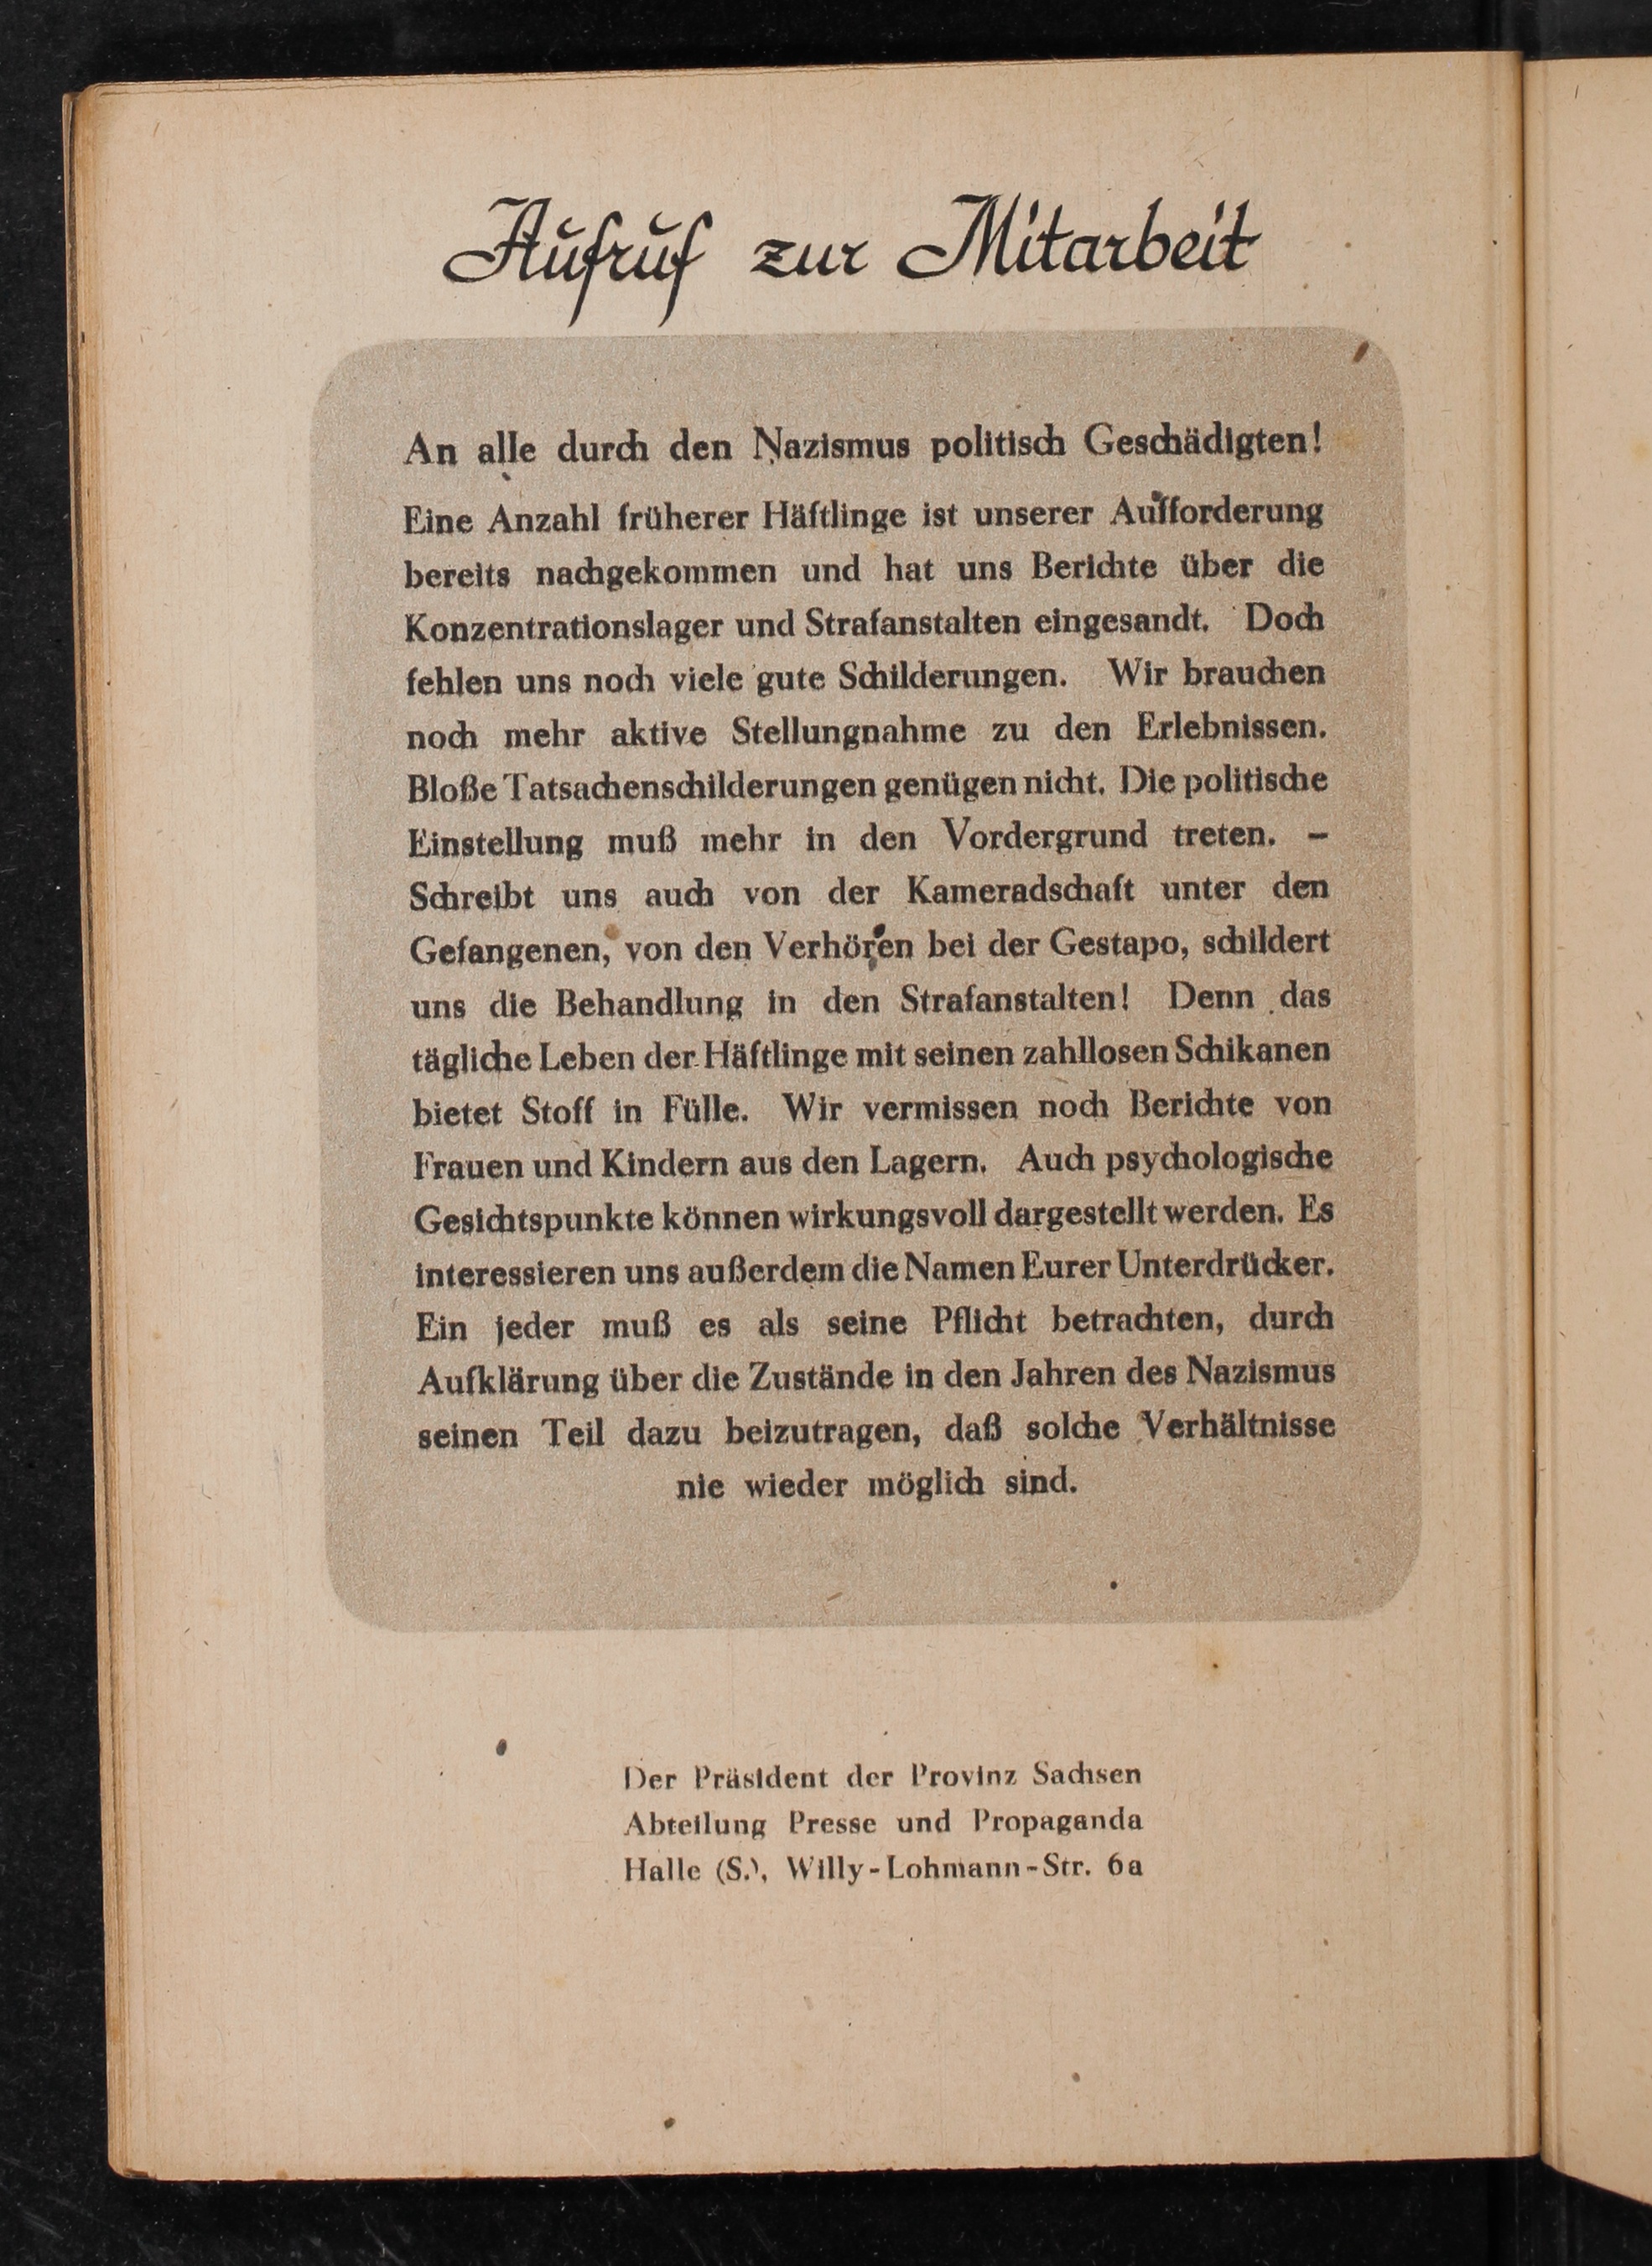 Aufruf zur Mitarbeit
An alle durch den Nazismus politisch Geschädigten!
Eine Anzahl früherer Häftlinge ist unserer Aufforderung
bereits nachgekommen und hat uns Berichte über die
Konzentrationslager und Strafanstalten eingesandt. Doch
fehlen uns noch viele gute Schilderungen. Wir brauchen
noch mehr aktive Stellungnahme zu den Erlebnissen.
Bloße Tatsachenschilderungen genügen nicht. Die politische
Einstellung muß mehr in den Vordergrund treten. –
Schreibt uns auch von der Kameradschaft unter den
Gefangenen, von den Verhören bei der Gestapo, schildert
uns die Behandlung in den Strafanstalten! Denn das
tägliche Leben der Häftlinge mit seinen zahllosen Schikanen
bietet Stoff in Fülle. Wir vermissen noch Berichte von
Frauen und Kindern aus den Lagern. Auch psychologische
Gesichtspunkte können wirkungsvoll dargestellt werden. Es
interessieren uns außerdem die Namen Eurer Unterdrücker.
Ein jeder muß es als seine Pflicht betrachten, durch
Aufklärung über die Zustände in den Jahren des Nazismus
seinen Teil dazu beizutragen, daß solche Verhältnisse
nie wieder möglich sind.
Der Präsident der Provinz Sachsen
Abteilung Presse und Propaganda
Halle (S.), Willy-Lohmann-Str. 6a